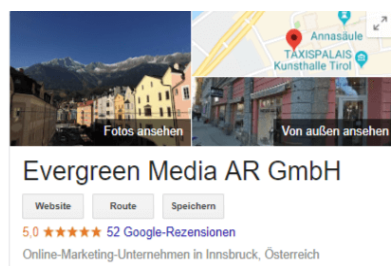 Annasäule
TAXISPALAIS
Kunsthalle Tirol
Fotos ansehen
Von außen ansehen
Evergreen Media AR GmbH
Website
Route
Speichern
5,0 ★★★★★ 52 Google-Rezensionen
Online-Marketing-Unternehmen in Innsbruck, Österreich